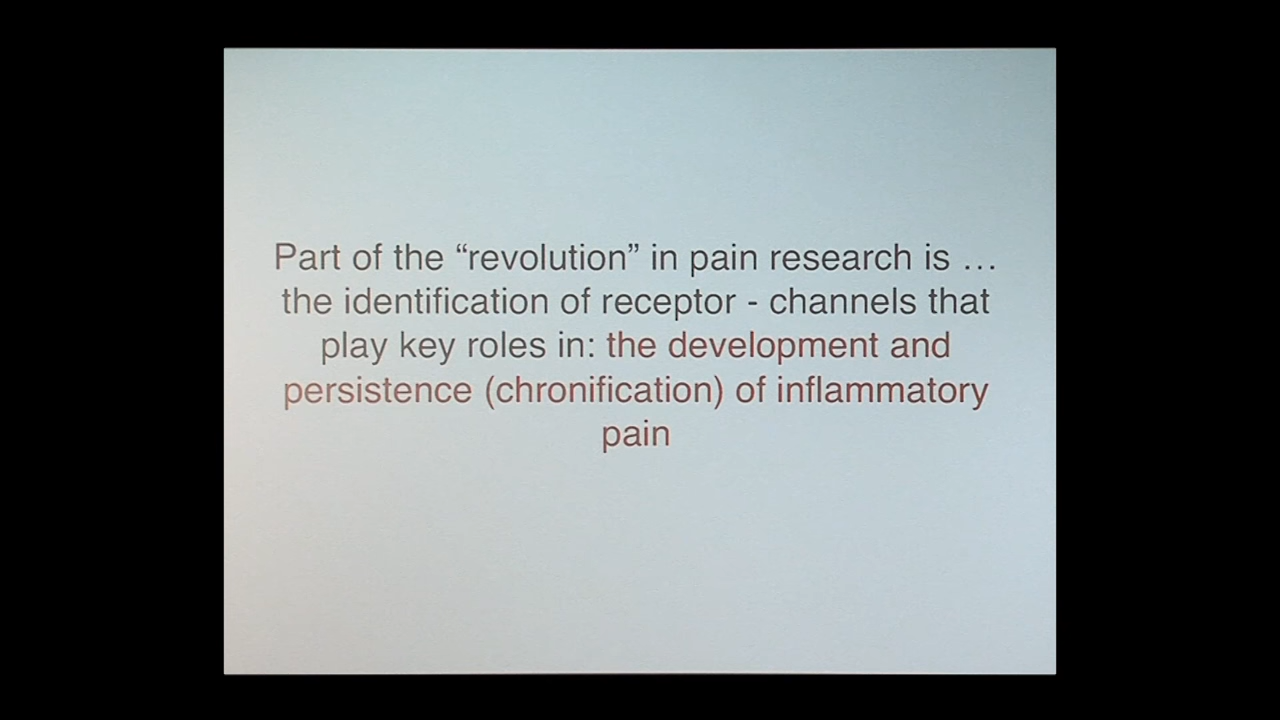 Part of the “revolution” in pain research is …
the identification of receptor - channels that
play key roles in: the development and
persistence (chronification) of inflammatory
pain